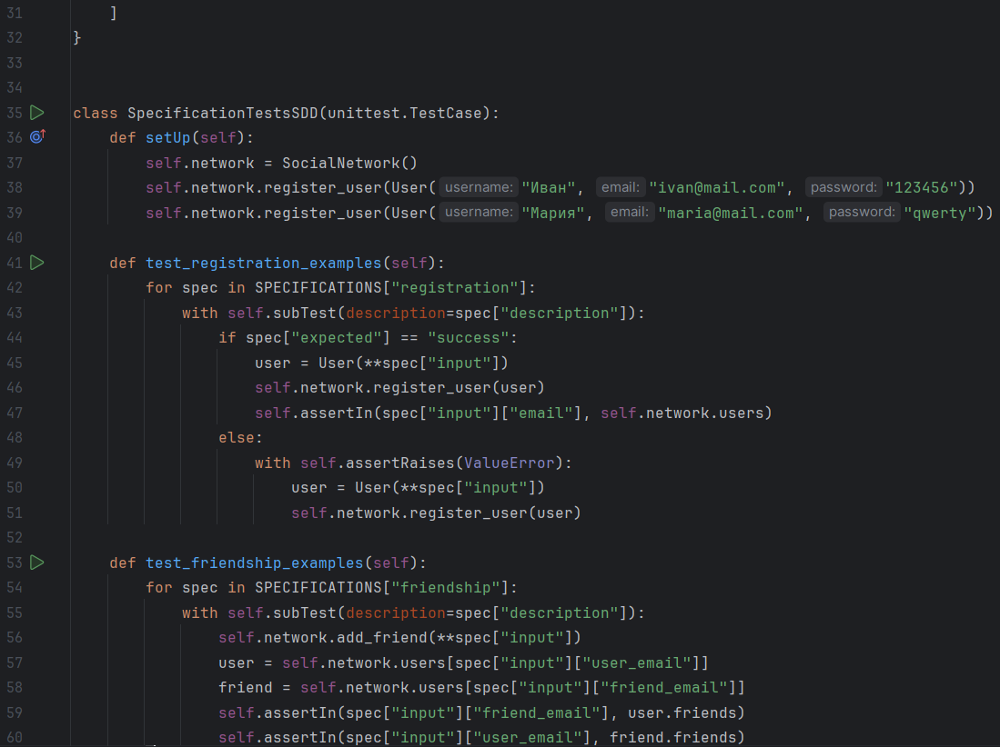 31 ]
32 }
33
34
35 class SpecificationTestsSDD(unittest.TestCase):
36 def setUp(self):
37 self.network = SocialNetwork()
38 self.network.register_user(User( username: "Иван", email: "ivan@mail.com", password: "123456"))
39 self.network.register_user(User( username: "Мария", email: "maria@mail.com", password: "qwerty"))
40
41 def test_registration_examples(self):
42 for spec in SPECIFICATIONS["registration"]:
43 with self.subTest(description=spec["description"]):
44 if spec["expected"] == "success":
45 user = User(**spec["input"])
46 self.network.register_user(user)
47 self.assertIn(spec["input"]["email"], self.network.users)
48 else:
49 with self.assertRaises(ValueError):
50 user = User(**spec["input"])
51 self.network.register_user(user)
52
53 def test_friendship_examples(self):
54 for spec in SPECIFICATIONS["friendship"]:
55 with self.subTest(description=spec["description"]):
56 self.network.add_friend(**spec["input"])
57 user = self.network.users[spec["input"]["user_email"]]
58 friend = self.network.users[spec["input"]["friend_email"]]
59 self.assertIn(spec["input"]["friend_email"], user.friends)
60 self.assertIn(spec["input"]["user_email"], friend.friends)